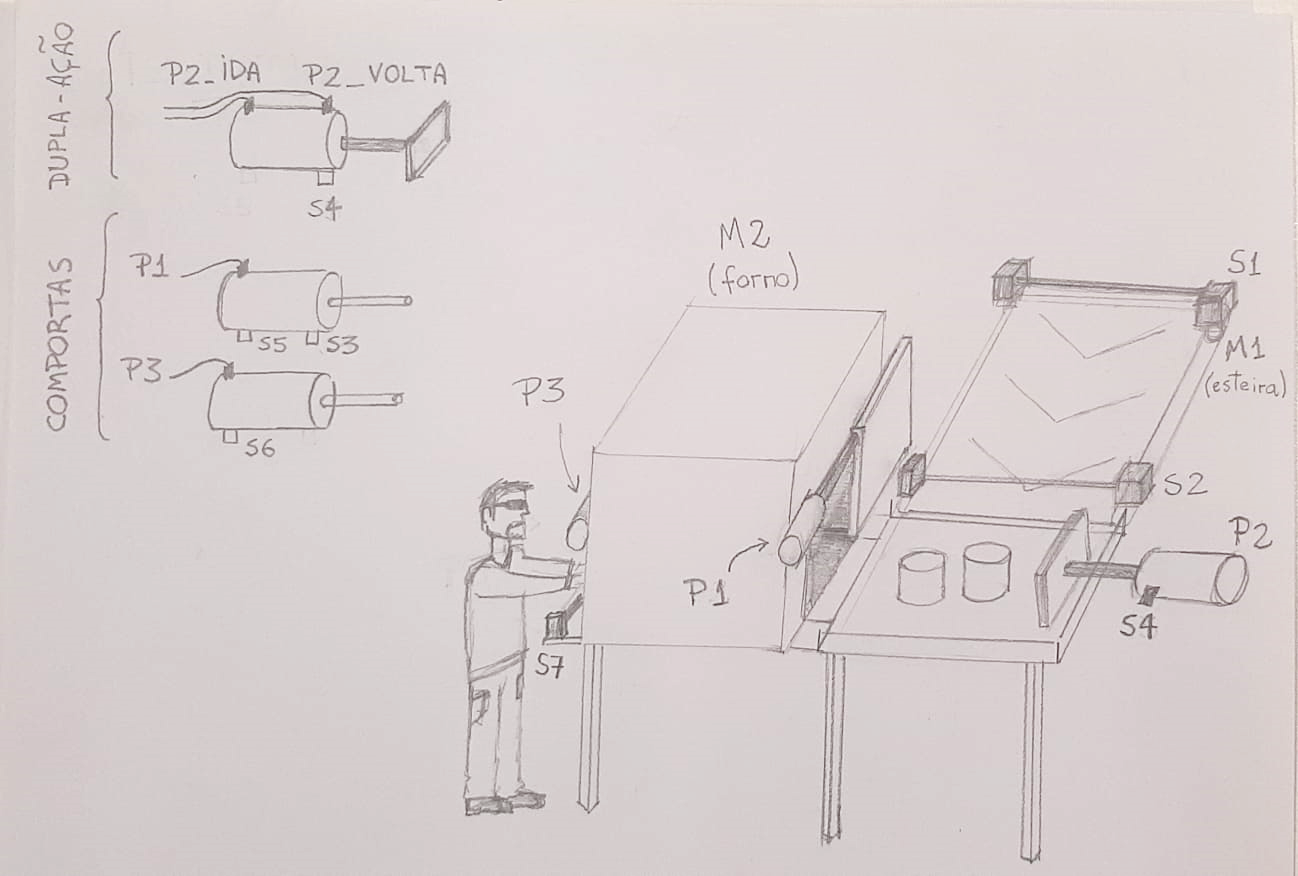 DUPLA-AÇÃO
P2_IDA
P2_VOLTA
S4
COMPORTAS
P1
S5
S3
P3
S6
M2
(forno)
S1
M1
(esteira)
P3
S2
P2
P1
S4
S7